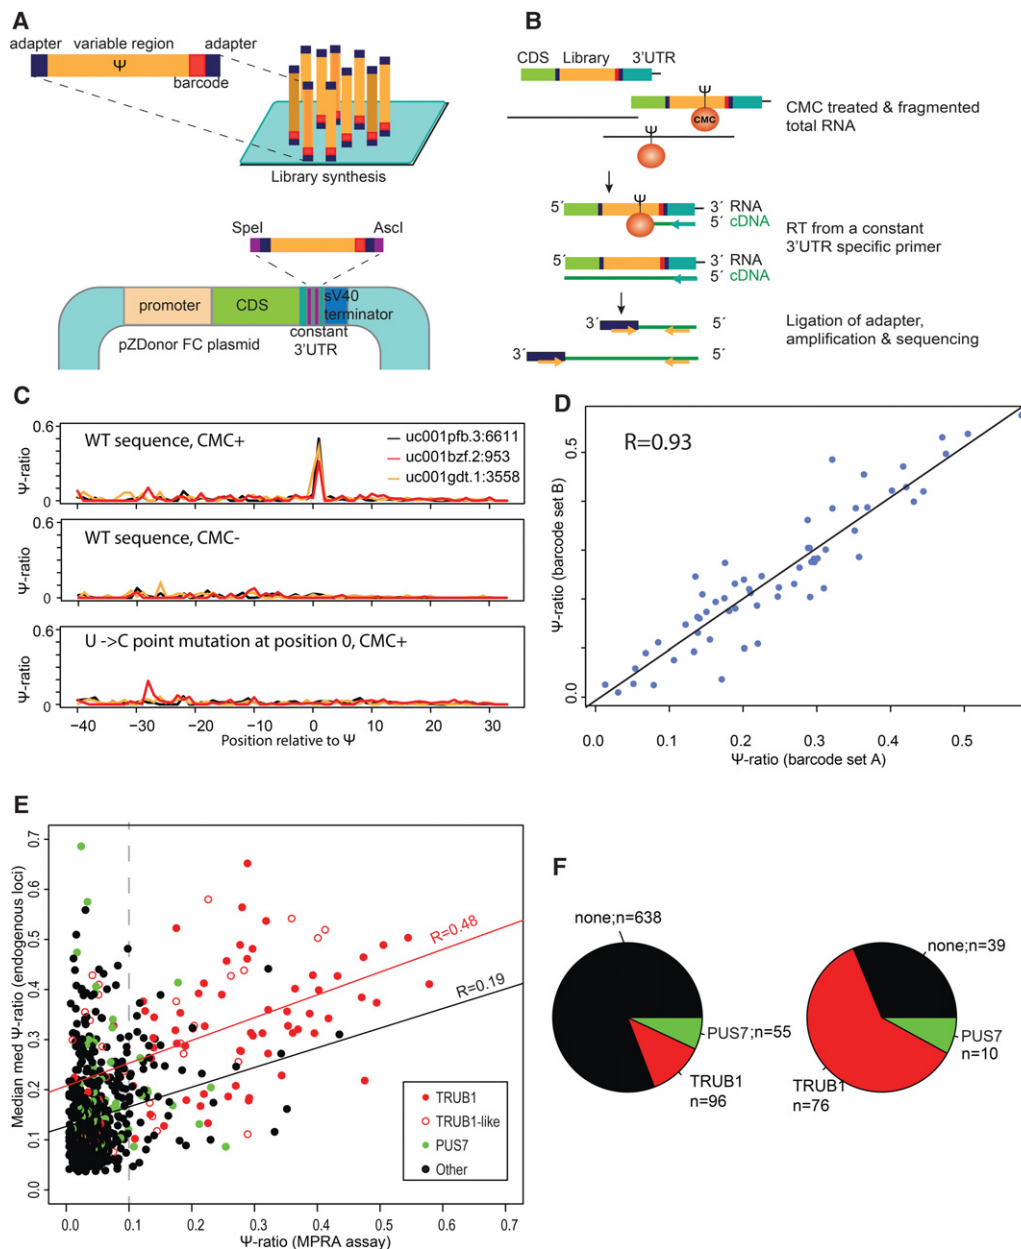 A
adapter variable region adapter
Ψ
barcode
Library synthesis
SpeI AscI
promoter CDS sV40
terminator
constant
3'UTR
pZDonor FC plasmid
B
CDS Library 3'UTR
Ψ
CMC
Ψ
CMC treated & fragmented
total RNA
Ψ
5´ 3´ RNA
5´ cDNA
5´ 3´ RNA
cDNA
RT from a constant
3'UTR specific primer
3´ 5´
3´ 5´
Ligation of adapter,
amplification & sequencing
C
0.6
WT sequence, CMC+
uc001pfb.3:6611
uc001bzf.2:953
uc001gdt.1:3558
Ψ-ratio
0
0.6
WT sequence, CMC-
Ψ-ratio
0
0.6
U ->C point mutation at position 0, CMC+
Ψ-ratio
0
−40 −30 −20 −10 0 10 20 30
Position relative to Ψ
D
R=0.93
0.5
0.0
Ψ-ratio (barcode set B)
0.0 0.1 0.2 0.3 0.4 0.5
Ψ-ratio (barcode set A)
E
0.7
0.6
0.5
0.4
0.3
0.2
0.1
0.0
Median med Ψ-ratio (endogenous loci)
R=0.48
R=0.19
TRUB1
TRUB1-like
PUS7
Other
0.0 0.1 0.2 0.3 0.4 0.5 0.6 0.7
Ψ-ratio (MPRA assay)
F
none;n=638
PUS7;n=55
TRUB1
n=96
none;n=39
PUS7
n=10
TRUB1
n=76